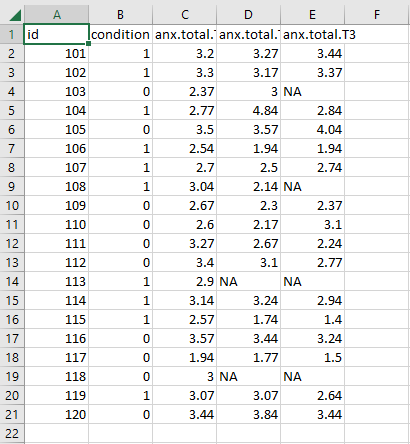 A B C D E F
1 id condition anx.total.T anx.total.T anx.total.T3
2 101 1 3.2 3.27 3.44
3 102 1 3.3 3.17 3.37
4 103 0 2.37 3 NA
5 104 1 2.77 4.84 2.84
6 105 0 3.5 3.57 4.04
7 106 1 2.54 1.94 1.94
8 107 1 2.7 2.5 2.74
9 108 1 3.04 2.14 NA
10 109 0 2.67 2.3 2.37
11 110 0 2.6 2.17 3.1
12 111 0 3.27 2.67 2.24
13 112 0 3.4 3.1 2.77
14 113 1 2.9 NA NA
15 114 1 3.14 3.24 2.94
16 115 1 2.57 1.74 1.4
17 116 0 3.57 3.44 3.24
18 117 0 1.94 1.77 1.5
19 118 0 3 NA NA
20 119 1 3.07 3.07 2.64
21 120 0 3.44 3.84 3.44
22